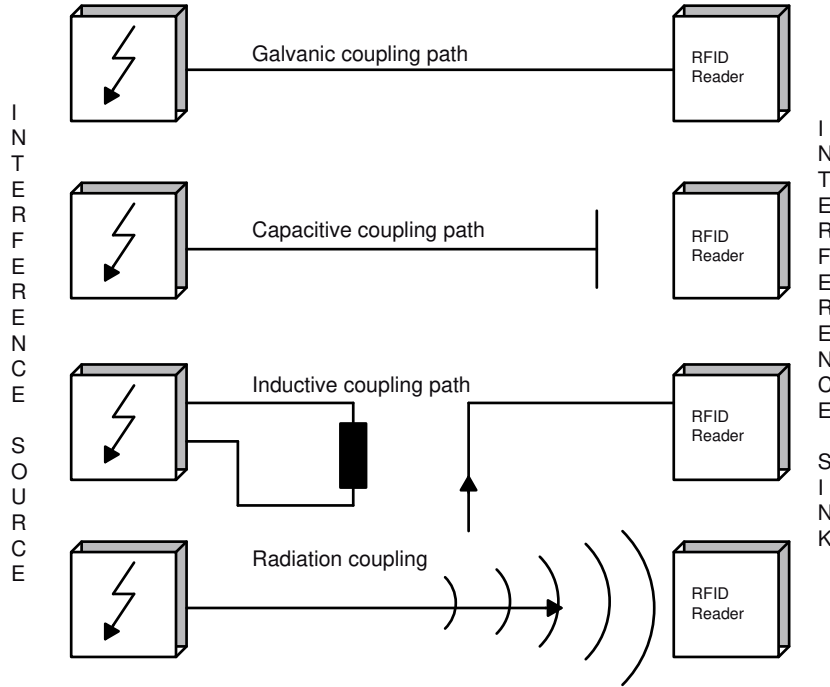 INTERFERENCE SOURCE
Galvanic coupling path
RFID
Reader
Capacitive coupling path
RFID
Reader
Inductive coupling path
RFID
Reader
Radiation coupling
RFID
Reader
INTERFERENCE SINK